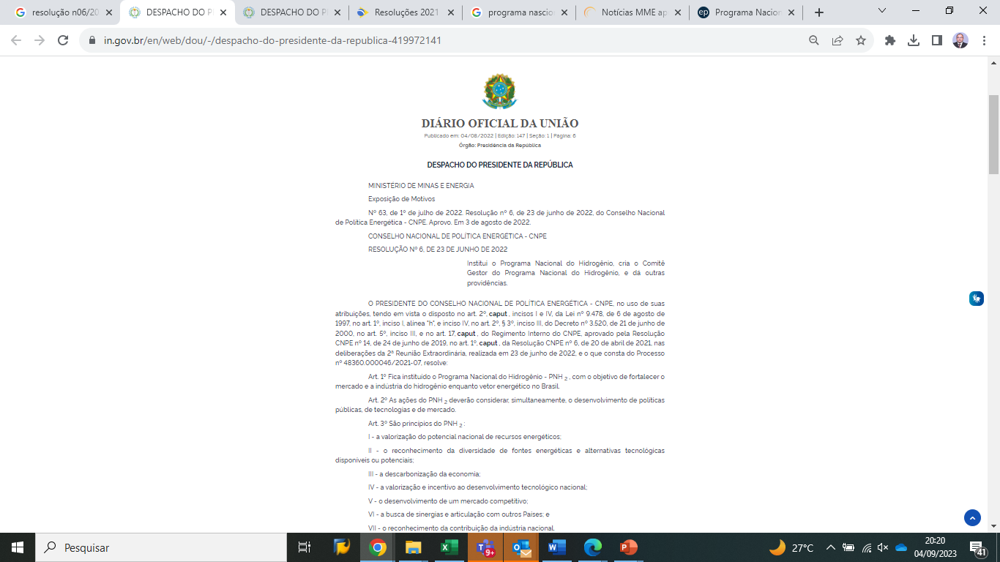 resolução n06/20
DESPACHO DO P
DESPACHO DO P
Resoluções 2021
programa nascio
Notícias MME ap
ep
Programa Nacion
in.gov.br/en/web/dou/-/despacho-do-presidente-da-republica-419972141
DIÁRIO OFICIAL DA UNIÃO
Publicado em: 04/08/2022 | Edição: 147 | Seção: 1 | Página: 6
Órgão: Presidência da República
DESPACHO DO PRESIDENTE DA REPÚBLICA
MINISTÉRIO DE MINAS E ENERGIA
Exposição de Motivos
Nº 63, de 1º de julho de 2022. Resolução nº 6, de 23 de junho de 2022, do Conselho Nacional
de Política Energética - CNPE. Aprovo. Em 3 de agosto de 2022.
CONSELHO NACIONAL DE POLÍTICA ENERGÉTICA - CNPE
RESOLUÇÃO Nº 6, DE 23 DE JUNHO DE 2022
Institui o Programa Nacional do Hidrogênio, cria o Comitê
Gestor do Programa Nacional do Hidrogênio, e dá outras
providências.
O PRESIDENTE DO CONSELHO NACIONAL DE POLÍTICA ENERGÉTICA - CNPE, no uso de suas
atribuições, tendo em vista o disposto no art. 2º, caput , incisos I e IV, da Lei nº 9.478, de 6 de agosto de
1997, no art. 1º, inciso I, alínea "h", e inciso IV, no art. 2º, § 3º, inciso III, do Decreto nº 3.520, de 21 de junho de
2000, no art. 5º, inciso III, e no art. 17, caput , do Regimento Interno do CNPE, aprovado pela Resolução
CNPE nº 14, de 24 de junho de 2019, no art. 1º, caput , da Resolução CNPE nº 6, de 20 de abril de 2021, nas
deliberações da 2ª Reunião Extraordinária, realizada em 23 de junho de 2022, e o que consta do Processo
nº 48360.000046/2021-07, resolve:
Art. 1º Fica instituído o Programa Nacional do Hidrogênio - PNH 2 , com o objetivo de fortalecer o
mercado e a indústria do hidrogênio enquanto vetor energético no Brasil.
Art. 2º As ações do PNH 2 deverão considerar, simultaneamente, o desenvolvimento de políticas
públicas, de tecnologias e de mercado.
Art. 3º São princípios do PNH 2 :
I - a valorização do potencial nacional de recursos energéticos;
II - o reconhecimento da diversidade de fontes energéticas e alternativas tecnológicas
disponíveis ou potenciais;
III - a descarbonização da economia;
IV - a valorização e incentivo ao desenvolvimento tecnológico nacional;
V - o desenvolvimento de um mercado competitivo;
VI - a busca de sinergias e articulação com outros Países; e
VII - o reconhecimento da contribuição da indústria nacional.
Pesquisar
9+
27°C
20:20
04/09/2023
41